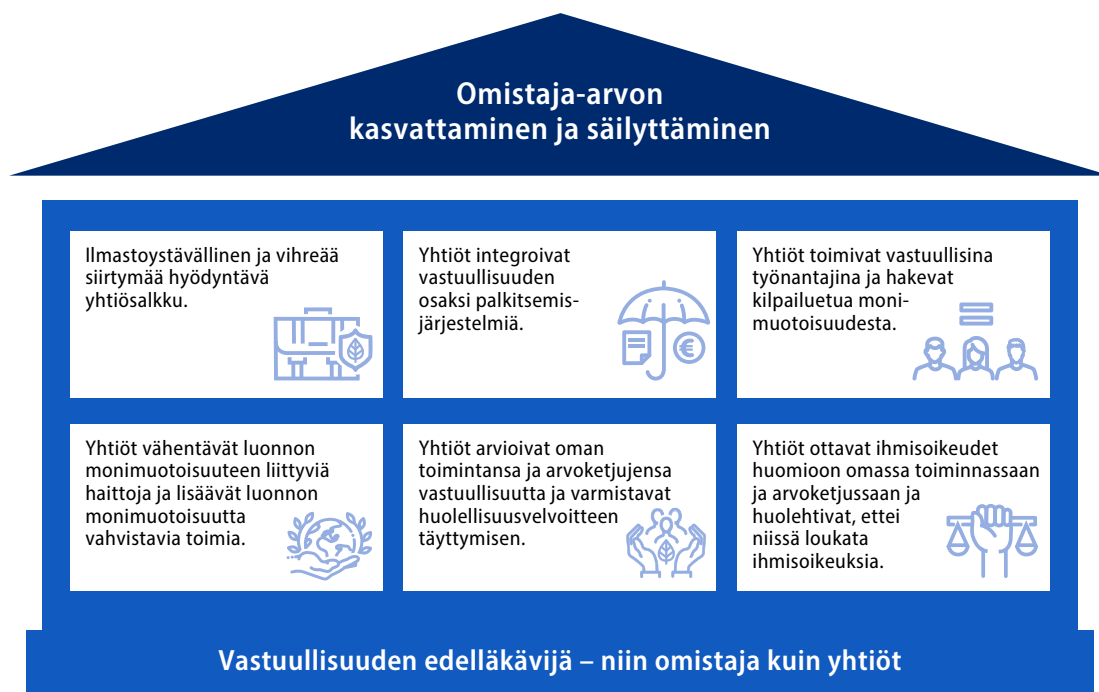 Omistaja-arvon
kasvattaminen ja säilyttäminen
Ilmastoystävällinen ja vihreää
siirtymää hyödyntävä
yhtiösalkku.
Yhtiöt integroivat
vastuullisuuden
osaksi palkitsemis-
järjestelmiä.
Yhtiöt toimivat vastuullisina
työnantajina ja hakevat
kilpailuetua moni-
muotoisuudesta.
Yhtiöt vähentävät luonnon
monimuotoisuuteen liittyviä
haittoja ja lisäävät luonnon
monimuotoisuutta
vahvistavia toimia.
Yhtiöt arvioivat oman
toimintansa ja arvoketjujensa
vastuullisuutta ja varmistavat
huolellisuusvelvoitteen
täyttymisen.
Yhtiöt ottavat ihmisoikeudet
huomioon omassa toiminnassaan
ja arvoketjussaan ja
huolehtivat, ettei
niissä loukata
ihmisoikeuksia.
Vastuullisuuden edelläkävijä – niin omistaja kuin yhtiöt